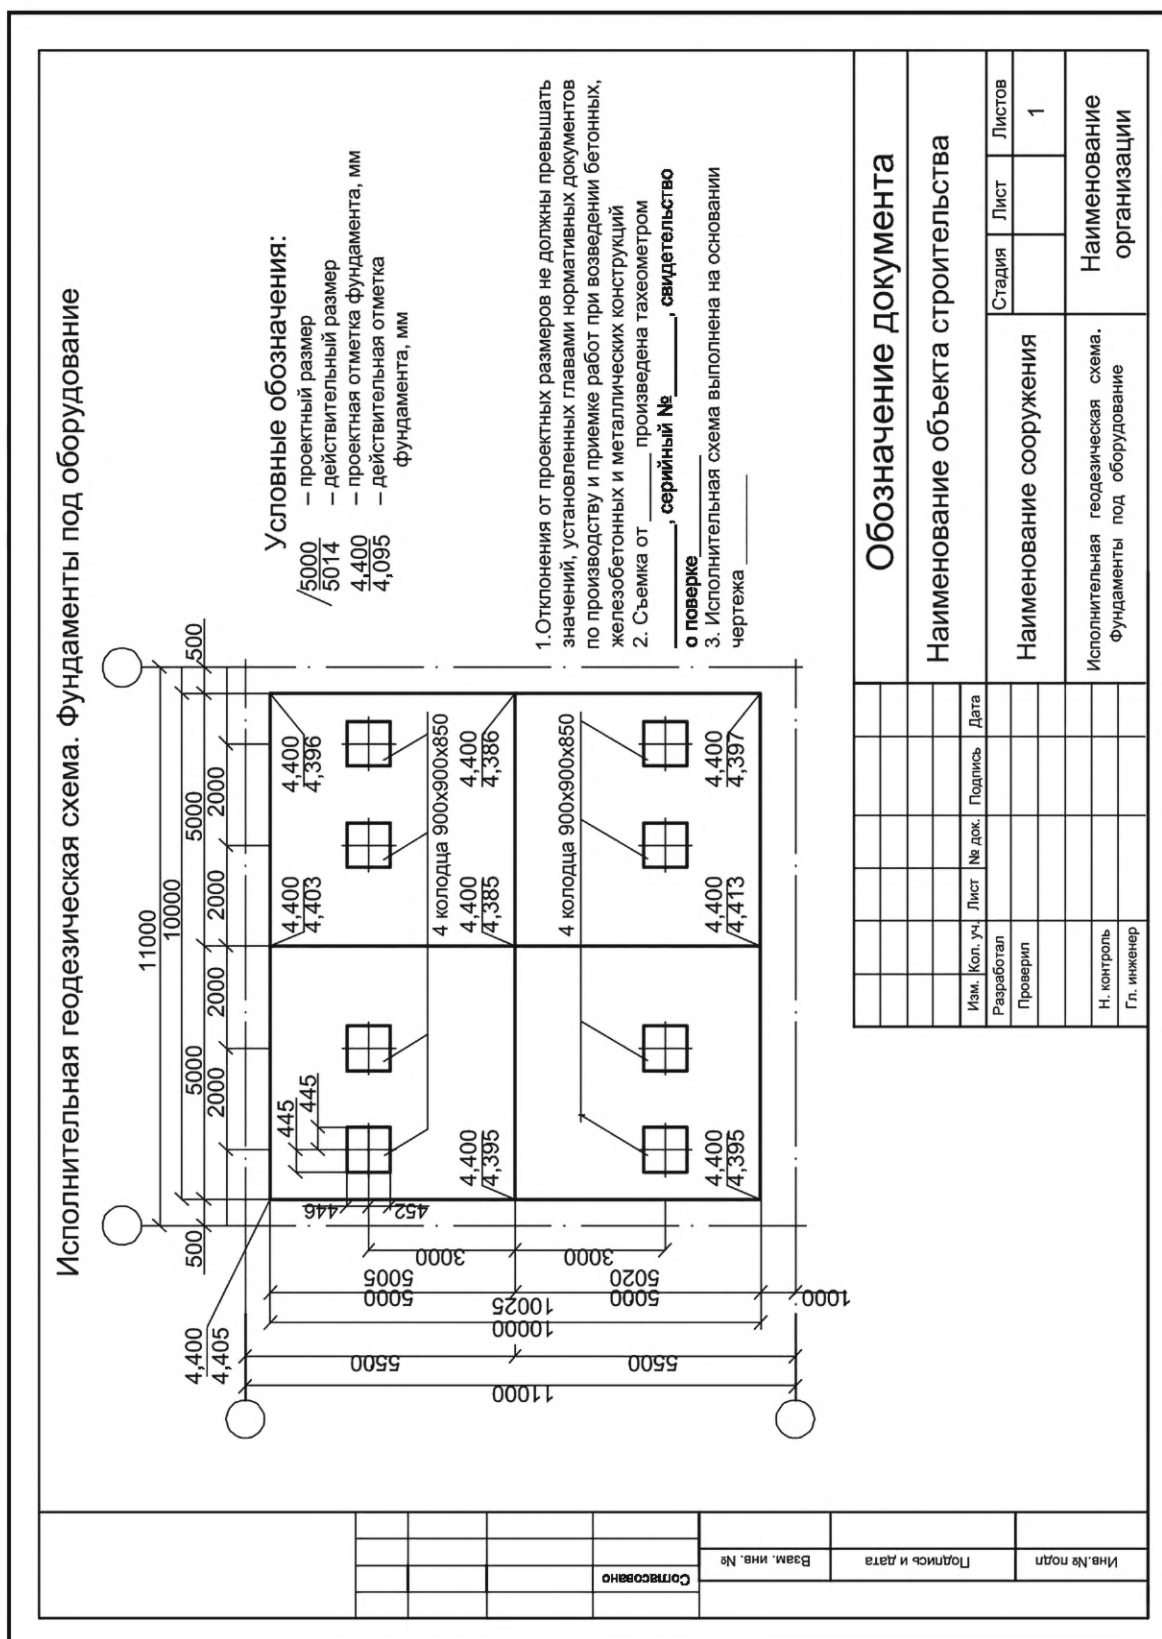 Исполнительная геодезическая схема. Фундаменты под оборудование
11000
10000
500
5000
5000
500
2000
2000
2000
2000
445
445
446
452
4,400
4,405
4,400
4,403
4,400
4,396
4 колодца 900х900х850
4,400
4,395
4,400
4,385
4,400
4,386
4 колодца 900х900х850
4,400
4,395
4,400
4,413
4,400
4,397
3000
3000
5005
5000
5020
5000
10025
10000
1000
5500
5500
11000
Условные обозначения:
5000 – проектный размер
5014 – действительный размер
4,400 – проектная отметка фундамента, мм
4,095 – действительная отметка
фундамента, мм
1.Отклонения от проектных размеров не должны превышать
значений, установленных главами нормативных документов
по производству и приемке работ при возведении бетонных,
железобетонных и металлических конструкций
2. Съемка от _____ произведена тахеометром
________, серийный № _____, свидетельство
о поверке________
3. Исполнительная схема выполнена на основании
чертежа ________
Обозначение документа
Наименование объекта строительства
Изм. Кол. уч. Лист № док. Подпись Дата
Разработал
Проверил
Н. контроль
Гл. инженер
Наименование сооружения
Стадия Лист Листов
1
Исполнительная геодезическая схема.
Фундаменты под оборудование
Наименование
организации
Согласовано
Взам. инв. №
Подпись и дата
Инв.№ подл